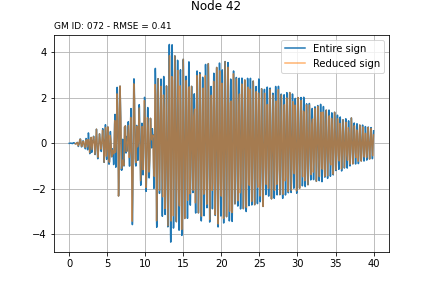 Node 42
GM ID: 072 - RMSE = 0.41
Entire sign
Reduced sign
4
2
0
−2
−4
0 5 10 15 20 25 30 35 40